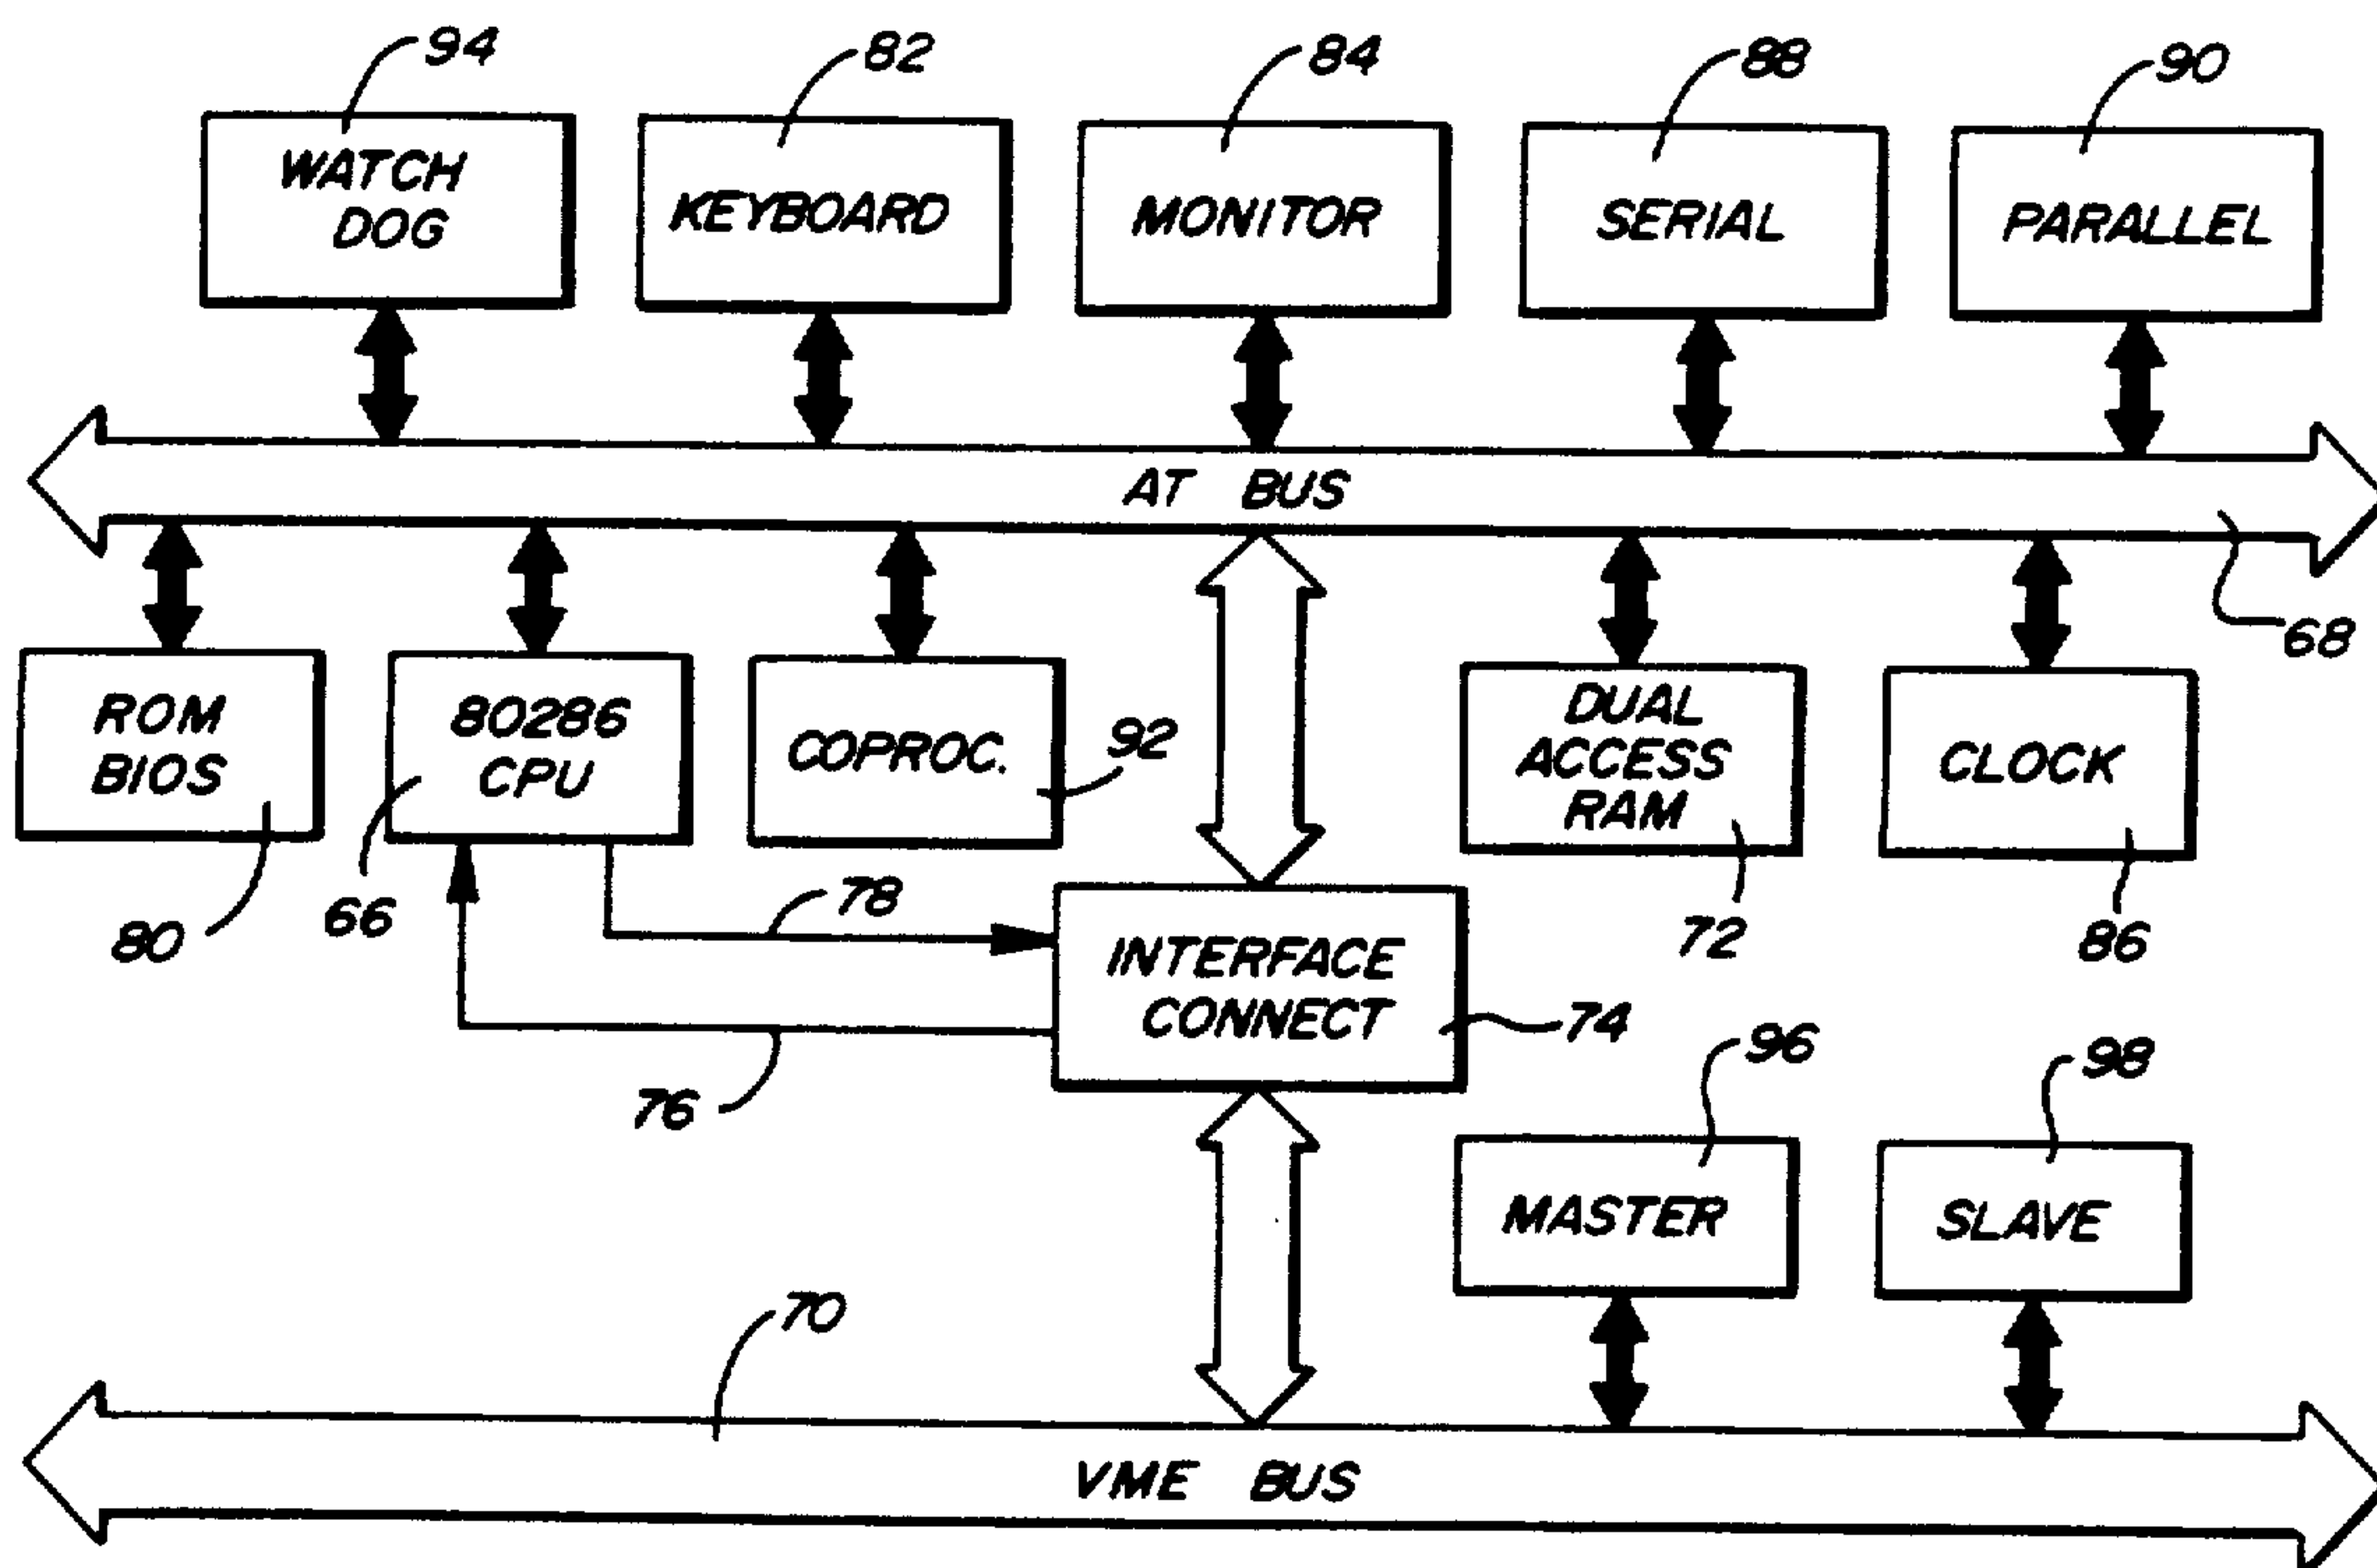 94
82
84
88
90
WATCH
DOG
KEYBOARD
MONITOR
SERIAL
PARALLEL
AT BUS
68
ROM
BIOS
80286
CPU
COPROC.
92
DUAL
ACCESS
RAM
CLOCK
80
66
78
72
86
INTERFACE
CONNECT
74
76
96
98
MASTER
SLAVE
70
VME BUS